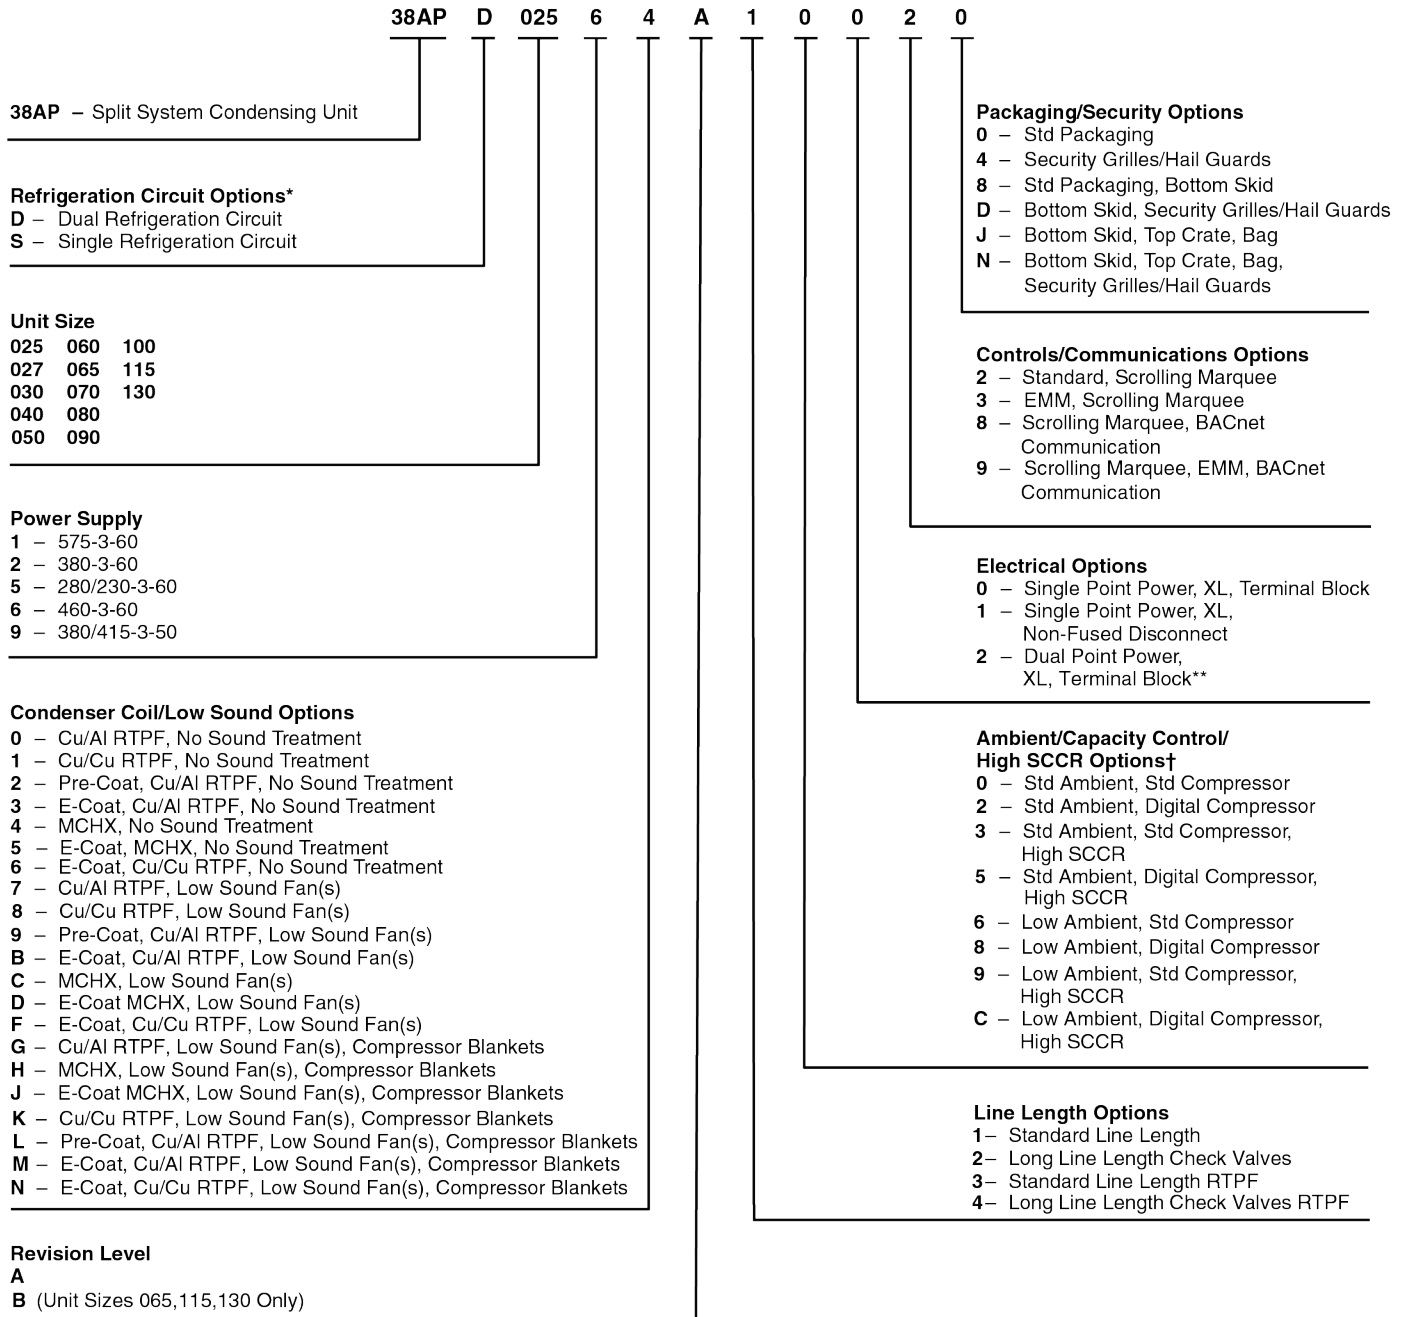 38AP D 025 6 4 A 1 0 0 2 0
38AP – Split System Condensing Unit
Refrigeration Circuit Options*
D – Dual Refrigeration Circuit
S – Single Refrigeration Circuit
Unit Size
025 060 100
027 065 115
030 070 130
040 080
050 090
Power Supply
1 – 575-3-60
2 – 380-3-60
5 – 280/230-3-60
6 – 460-3-60
9 – 380/415-3-50
Condenser Coil/Low Sound Options
0 – Cu/Al RTPF, No Sound Treatment
1 – Cu/Cu RTPF, No Sound Treatment
2 – Pre-Coat, Cu/Al RTPF, No Sound Treatment
3 – E-Coat, Cu/Al RTPF, No Sound Treatment
4 – MCHX, No Sound Treatment
5 – E-Coat, MCHX, No Sound Treatment
6 – E-Coat, Cu/Cu RTPF, No Sound Treatment
7 – Cu/Al RTPF, Low Sound Fan(s)
8 – Cu/Cu RTPF, Low Sound Fan(s)
9 – Pre-Coat, Cu/Al RTPF, Low Sound Fan(s)
B – E-Coat, Cu/Al RTPF, Low Sound Fan(s)
C – MCHX, Low Sound Fan(s)
D – E-Coat MCHX, Low Sound Fan(s)
F – E-Coat, Cu/Cu RTPF, Low Sound Fan(s)
G – Cu/Al RTPF, Low Sound Fan(s), Compressor Blankets
H – MCHX, Low Sound Fan(s), Compressor Blankets
J – E-Coat MCHX, Low Sound Fan(s), Compressor Blankets
K – Cu/Cu RTPF, Low Sound Fan(s), Compressor Blankets
L – Pre-Coat, Cu/Al RTPF, Low Sound Fan(s), Compressor Blankets
M – E-Coat, Cu/Al RTPF, Low Sound Fan(s), Compressor Blankets
N – E-Coat, Cu/Cu RTPF, Low Sound Fan(s), Compressor Blankets
Revision Level
A
B (Unit Sizes 065,115,130 Only)
Packaging/Security Options
0 – Std Packaging
4 – Security Grilles/Hail Guards
8 – Std Packaging, Bottom Skid
D – Bottom Skid, Security Grilles/Hail Guards
J – Bottom Skid, Top Crate, Bag
N – Bottom Skid, Top Crate, Bag,
Security Grilles/Hail Guards
Controls/Communications Options
2 – Standard, Scrolling Marquee
3 – EMM, Scrolling Marquee
8 – Scrolling Marquee, BACnet
Communication
9 – Scrolling Marquee, EMM, BACnet
Communication
Electrical Options
0 – Single Point Power, XL, Terminal Block
1 – Single Point Power, XL,
Non-Fused Disconnect
2 – Dual Point Power,
XL, Terminal Block**
Ambient/Capacity Control/
High SCCR Options†
0 – Std Ambient, Std Compressor
2 – Std Ambient, Digital Compressor
3 – Std Ambient, Std Compressor,
High SCCR
5 – Std Ambient, Digital Compressor,
High SCCR
6 – Low Ambient, Std Compressor
8 – Low Ambient, Digital Compressor
9 – Low Ambient, Std Compressor,
High SCCR
C – Low Ambient, Digital Compressor,
High SCCR
Line Length Options
1– Standard Line Length
2– Long Line Length Check Valves
3– Standard Line Length RTPF
4– Long Line Length Check Valves RTPF